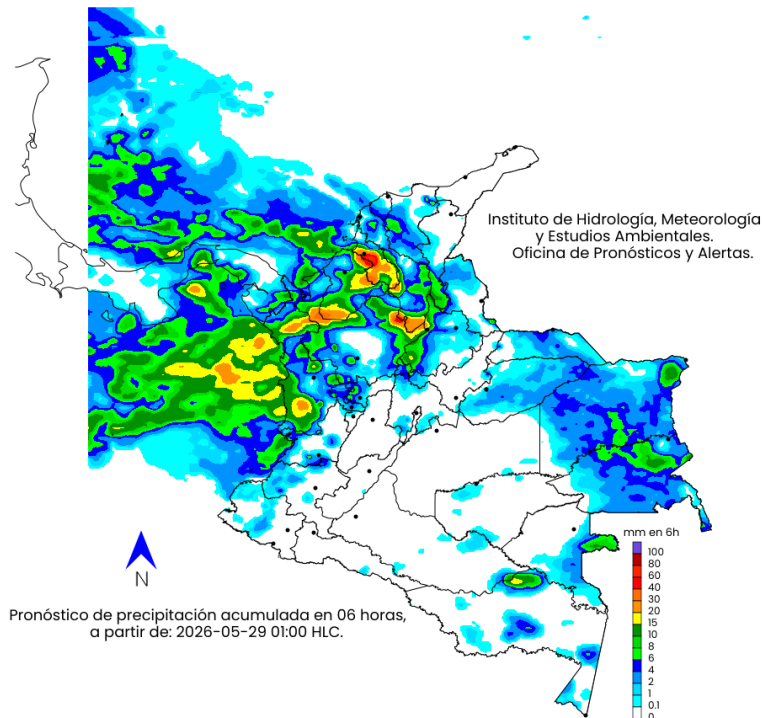 Instituto de Hidrología, Meteorología
y Estudios Ambientales.
Oficina de Pronósticos y Alertas.
mm en 6h
100
80
60
40
30
20
15
10
8
6
4
2
1
0.1
0
N
Pronóstico de precipitación acumulada en 06 horas,
a partir de: 2026-05-29 01:00 HLC.